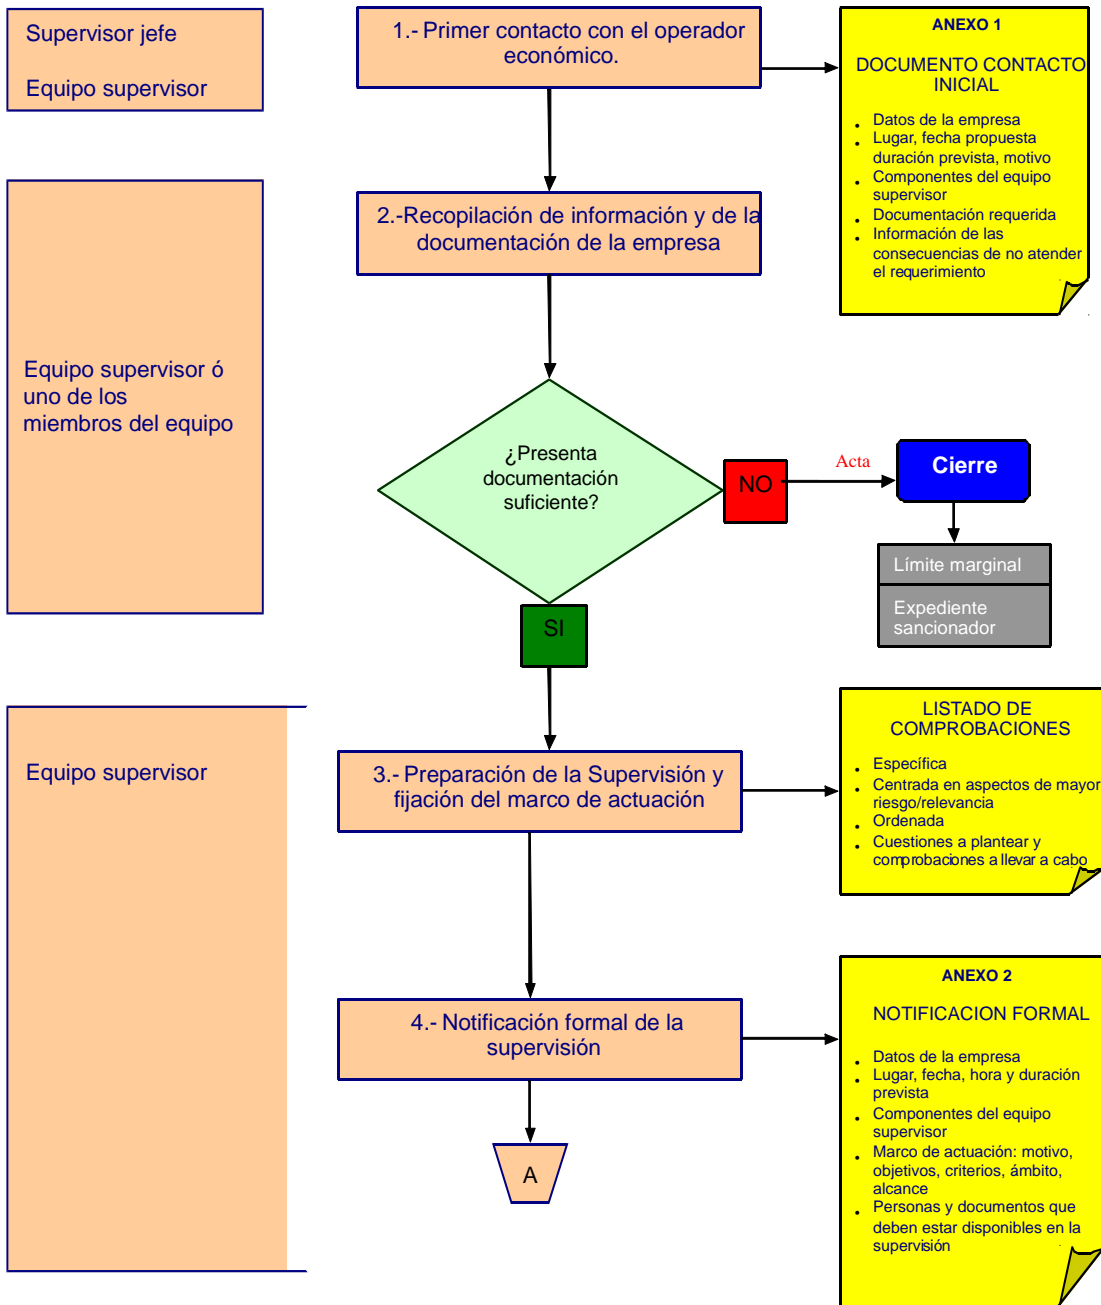 Supervisor jefe
Equipo supervisor
1.- Primer contacto con el operador
económico.
ANEXO 1
DOCUMENTO CONTACTO
INICIAL
• Datos de la empresa
• Lugar, fecha propuesta
duración prevista, motivo
• Componentes del equipo
supervisor
• Documentación requerida
• Información de las
consecuencias de no atender
el requerimiento
2.-Recopilación de información y de la
documentación de la empresa
Equipo supervisor ó
uno de los
miembros del equipo
¿Presenta
documentación
suficiente?
NO
Acta
Cierre
Límite marginal
Expediente
sancionador
SI
Equipo supervisor
3.- Preparación de la Supervisión y
fijación del marco de actuación
LISTADO DE
COMPROBACIONES
• Específica
• Centrada en aspectos de mayor
riesgo/relevancia
• Ordenada
• Cuestiones a plantear y
comprobaciones a llevar a cabo
4.- Notificación formal de la
supervisión
ANEXO 2
NOTIFICACION FORMAL
• Datos de la empresa
• Lugar, fecha, hora y duración
prevista
• Componentes del equipo
supervisor
• Marco de actuación: motivo,
objetivos, criterios, ámbito,
alcance
• Personas y documentos que
deben estar disponibles en la
supervisión
A